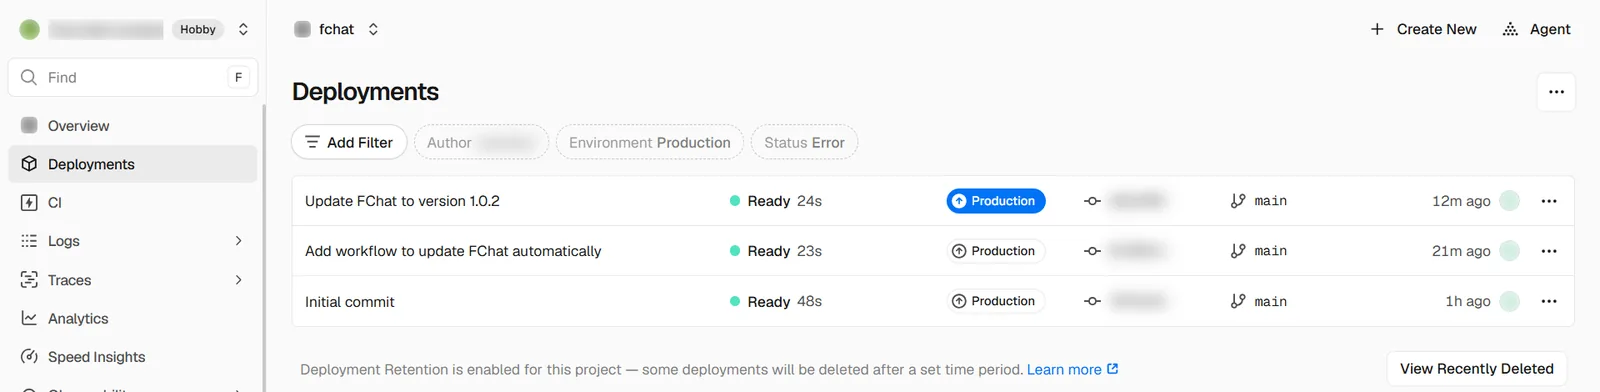 Hobby
fchat
Create New
Agent
Find F
Overview
Deployments
CI
Logs
Traces
Analytics
Speed Insights
Deployments
Add Filter
Author
Environment Production
Status Error
Update FChat to version 1.0.2 Ready 24s Production main 12m ago
Add workflow to update FChat automatically Ready 23s Production main 21m ago
Initial commit Ready 48s Production main 1h ago
Deployment Retention is enabled for this project — some deployments will be deleted after a set time period. Learn more
View Recently Deleted